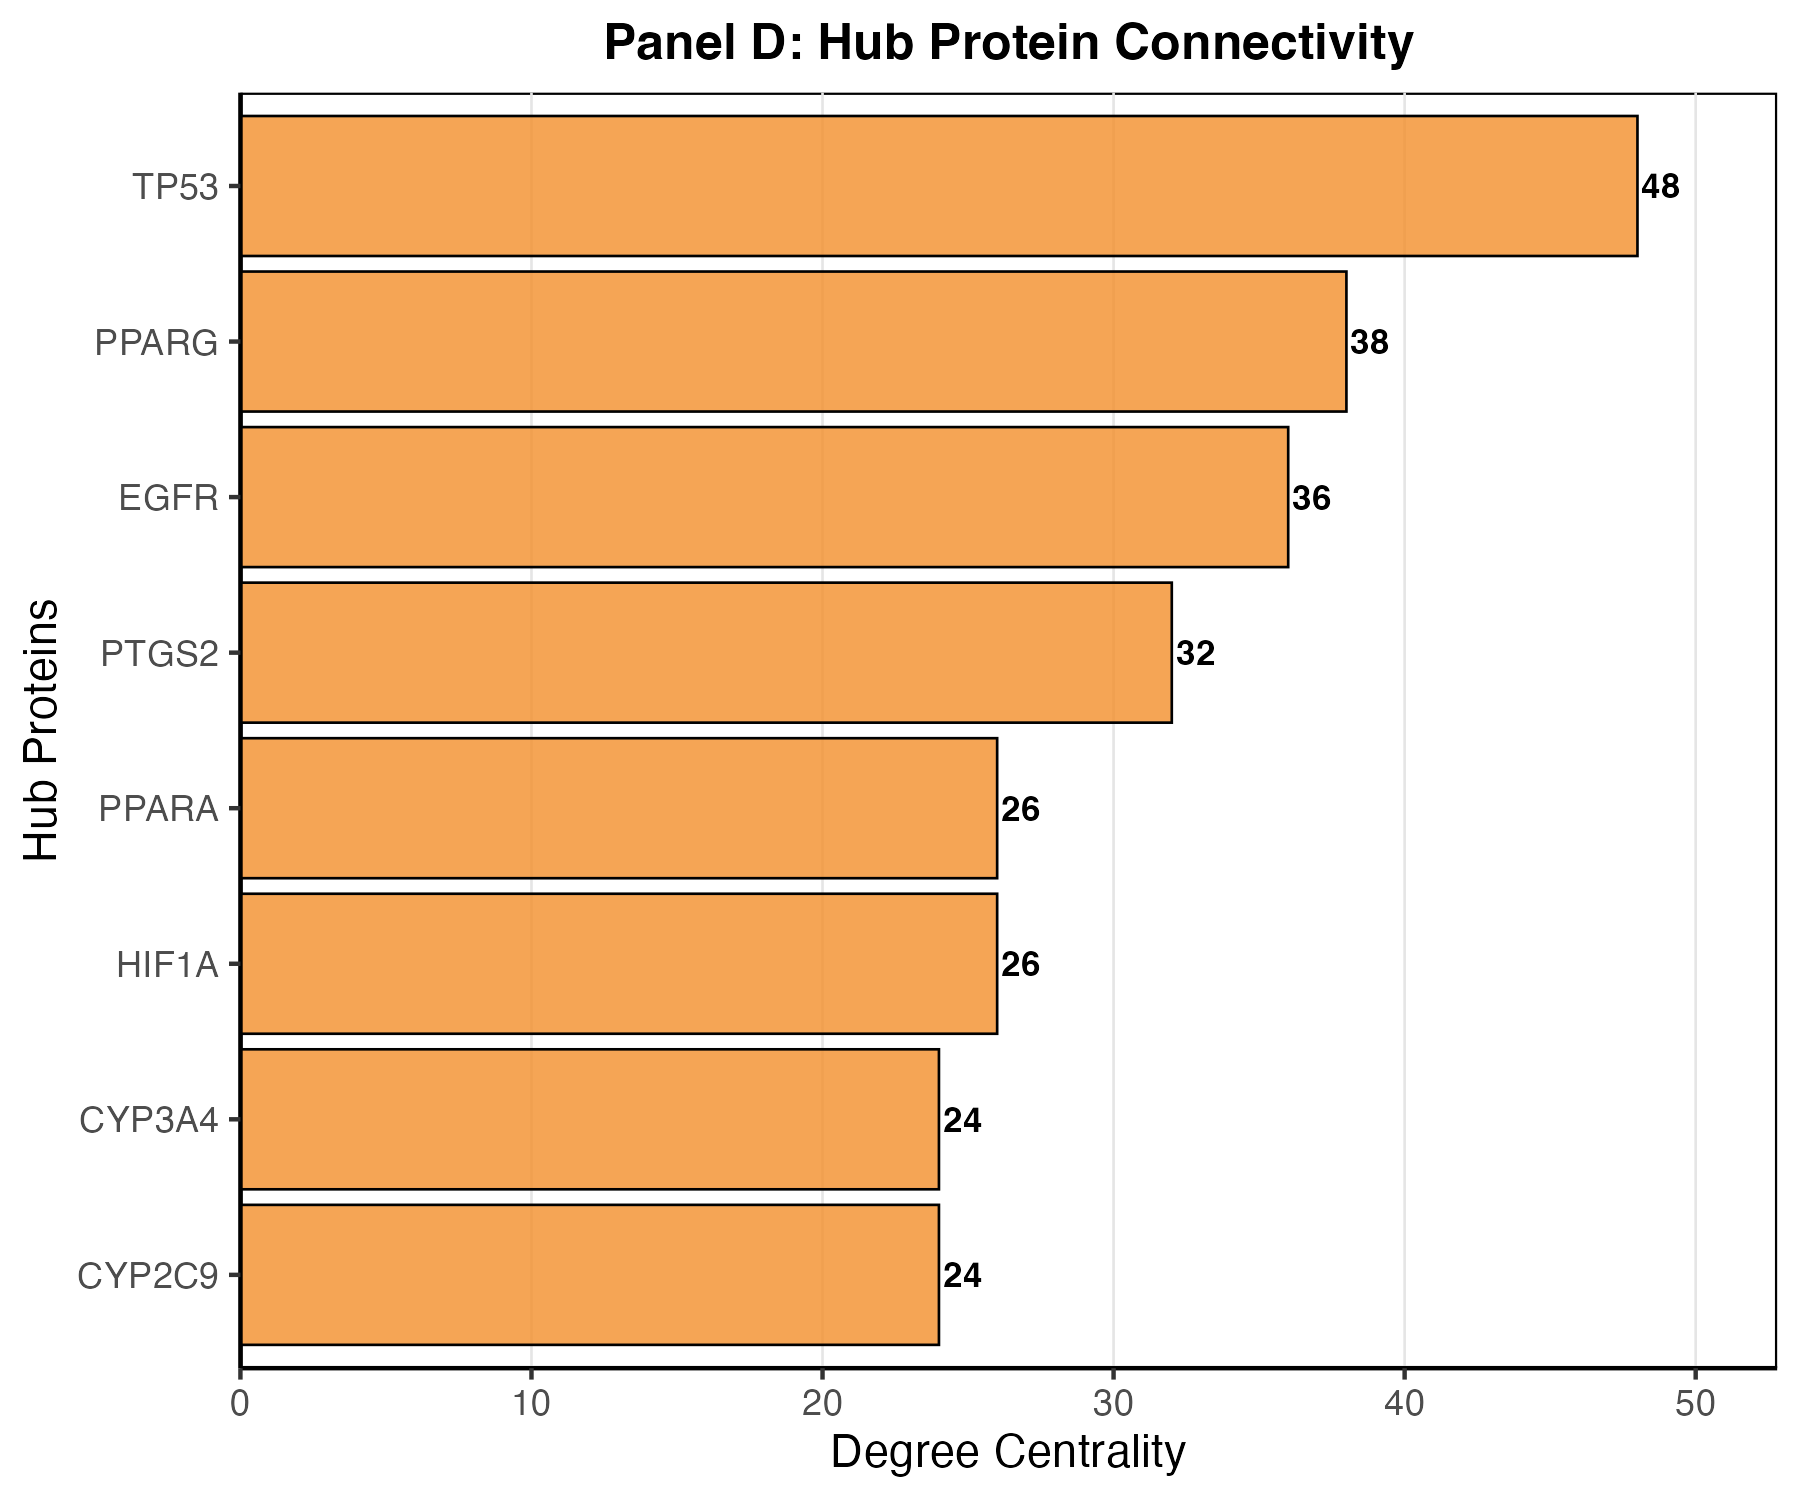 Panel D: Hub Protein Connectivity
Hub Proteins
TP53 48
PPARG 38
EGFR 36
PTGS2 32
PPARA 26
HIF1A 26
CYP3A4 24
CYP2C9 24
0 10 20 30 40 50
Degree Centrality